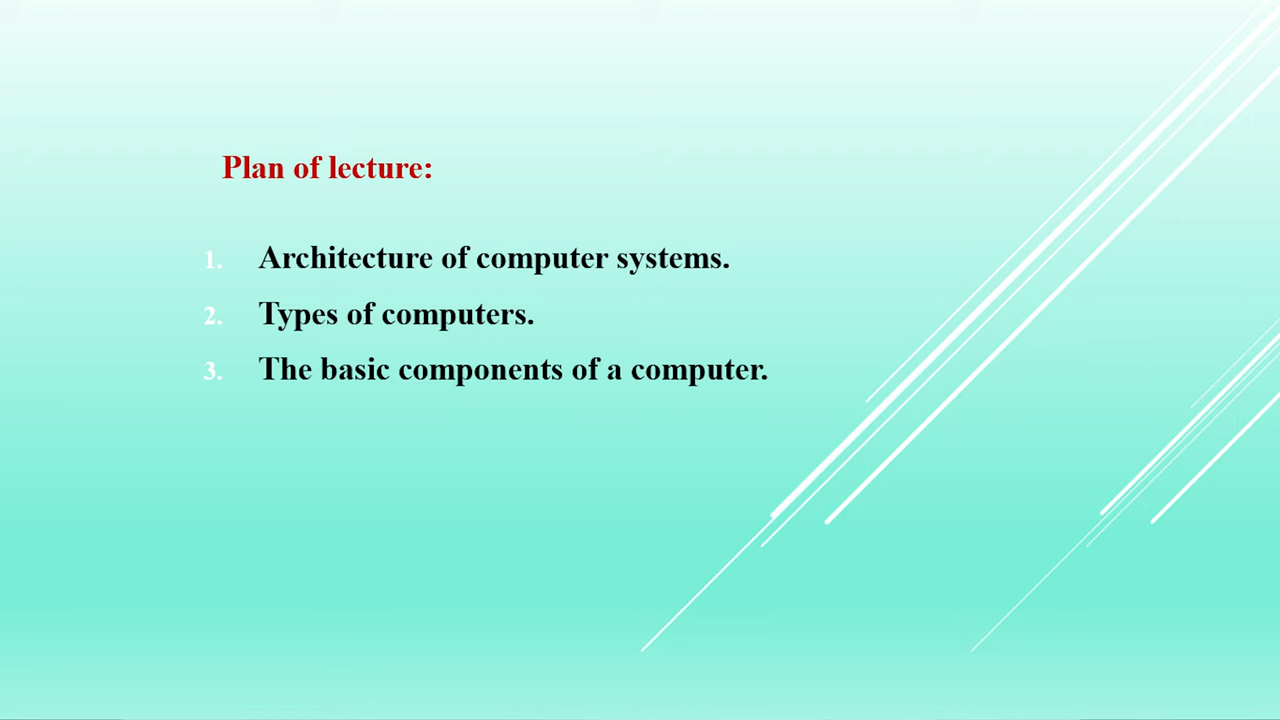 Plan of lecture:
1. Architecture of computer systems.
2. Types of computers.
3. The basic components of a computer.